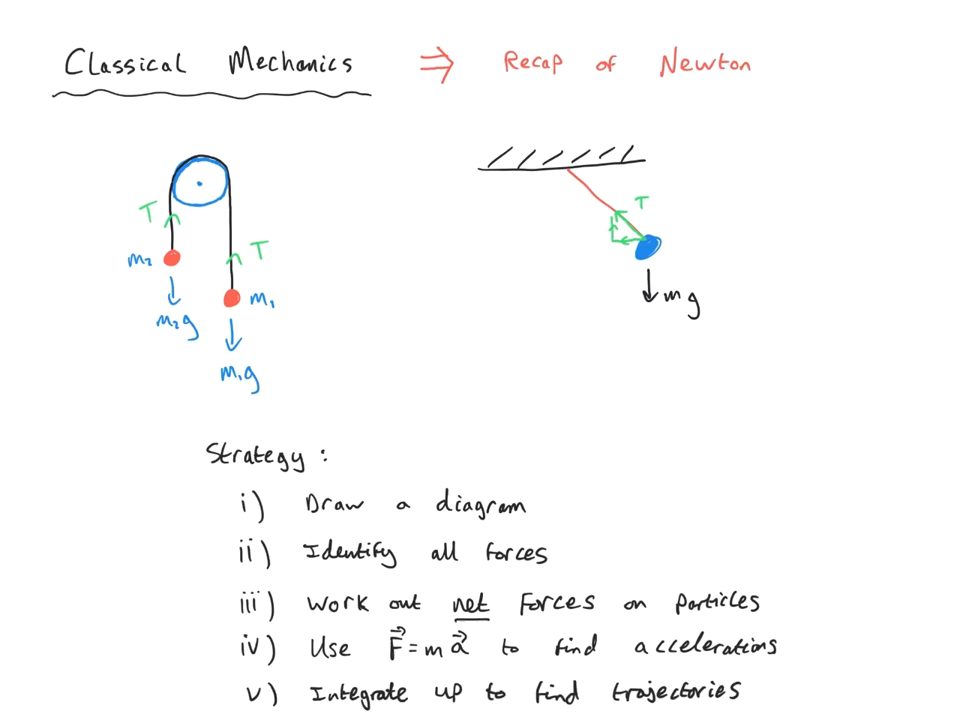 Classical Mechanics ⇒ Recap of Newton
T
T
m₂
m₁
m₂g
m₁g
T
mg
Strategy :
i) Draw a diagram
ii) Identify all forces
iii) Work out net forces on particles
iv) Use F⃗ = m a⃗ to find accelerations
v) Integrate up to find trajectories